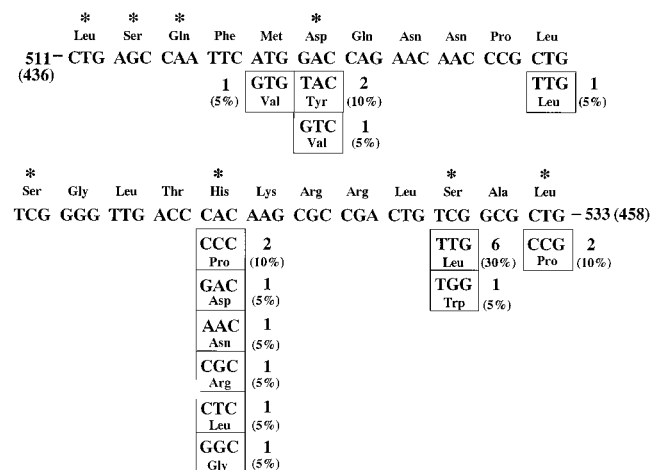 * * * *
Leu Ser Gln Phe Met Asp Gln Asn Asn Pro Leu
511– CTG AGC CAA TTC ATG GAC CAG AAC AAC CCG CTG
(436)
1 GTG TAC 2 TTG 1
(5%) Val Tyr (10%) Leu (5%)
GTC 1
Val (5%)
* * * *
Ser Gly Leu Thr His Lys Arg Arg Leu Ser Ala Leu
TCG GGG TTG ACC CAC AAG CGC CGA CTG TCG GCG CTG – 533 (458)
CCC 2 TTG 6 CCG 2
Pro (10%) Leu (30%) Pro (10%)
GAC 1 TGG 1
Asp (5%) Trp (5%)
AAC 1
Asn (5%)
CGC 1
Arg (5%)
CTC 1
Leu (5%)
GGC 1
Gly (5%)